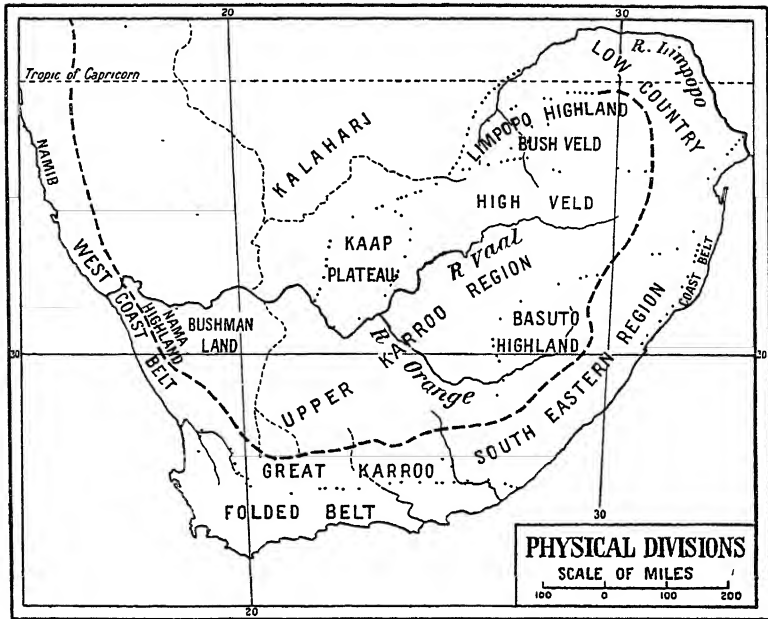 20
30
Tropic of Capricorn
R. Limpopo
LOW COUNTRY
LIMPOPO HIGHLAND
BUSH VELD
KALAHARI
NAMIB
HIGH VELD
KAAP
PLATEAU
R Vaal
WEST COAST BELT
NAMA
HIGHLAND
BUSHMAN
LAND
UPPER KARROO REGION
R Orange
BASUTO
HIGHLAND
COAST BELT
SOUTH EASTERN REGION
30
30
GREAT KARROO
FOLDED BELT
30
20
PHYSICAL DIVISIONS
SCALE OF MILES
100 0 100 200